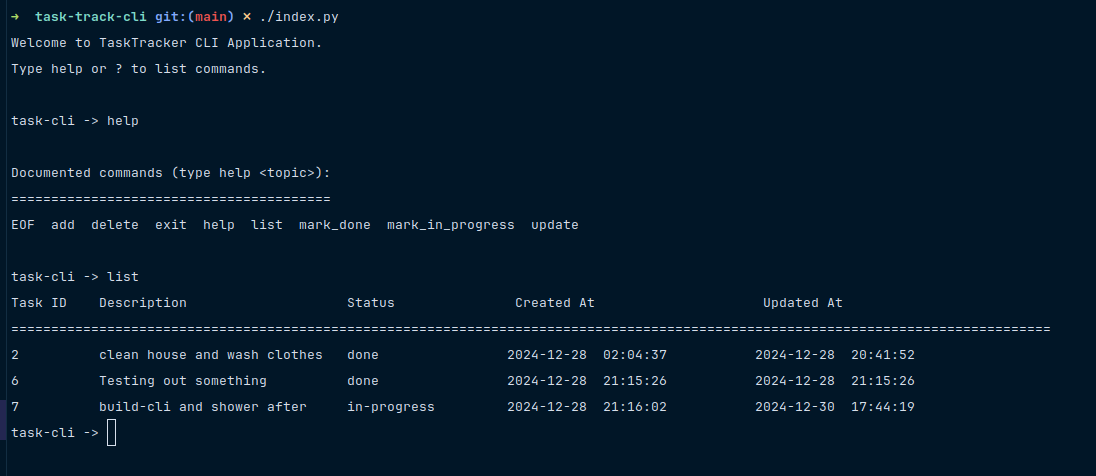 ➜  task-track-cli git:(main) ✗ ./index.py
Welcome to TaskTracker CLI Application.
Type help or ? to list commands.
task-cli -> help
Documented commands (type help <topic>):
========================================
EOF  add  delete  exit  help  list  mark_done  mark_in_progress  update
task-cli -> list
Task ID    Description                    Status               Created At                     Updated At
==================================================================================================================================
2          clean house and wash clothes   done                2024-12-28  02:04:37           2024-12-28  20:41:52
6          Testing out something          done                2024-12-28  21:15:26           2024-12-28  21:15:26
7          build-cli and shower after     in-progress         2024-12-28  21:16:02           2024-12-30  17:44:19
task-cli ->